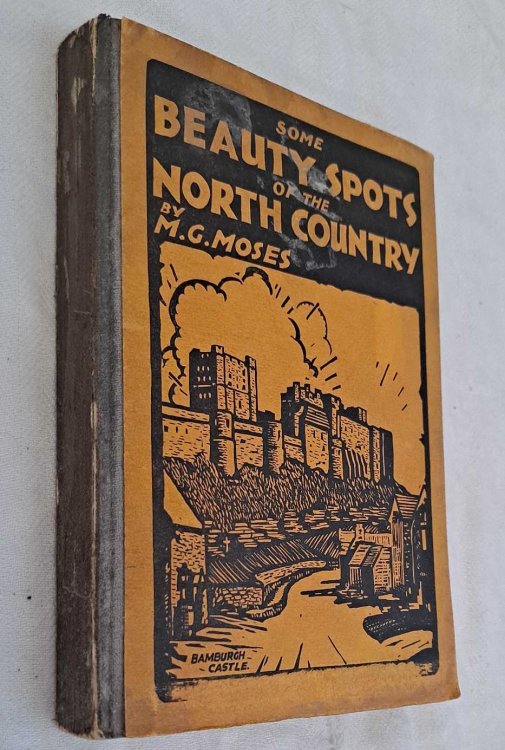 SOME
BEAUTY SPOTS
OF THE
NORTH COUNTRY
BY
M.G. MOSES
BAMBURGH
CASTLE.